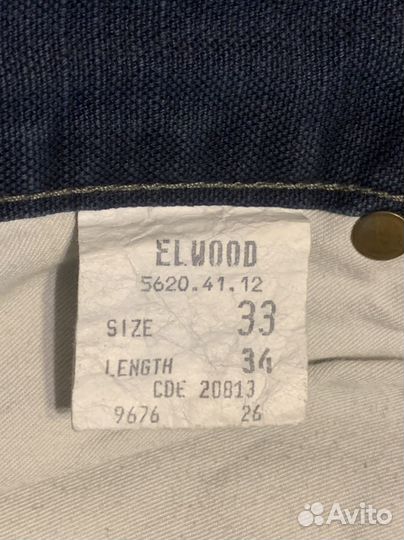 ELWOOD
5620.41.12
SIZE 33
LENGTH 34
CDE 20813
9676 26
Avito